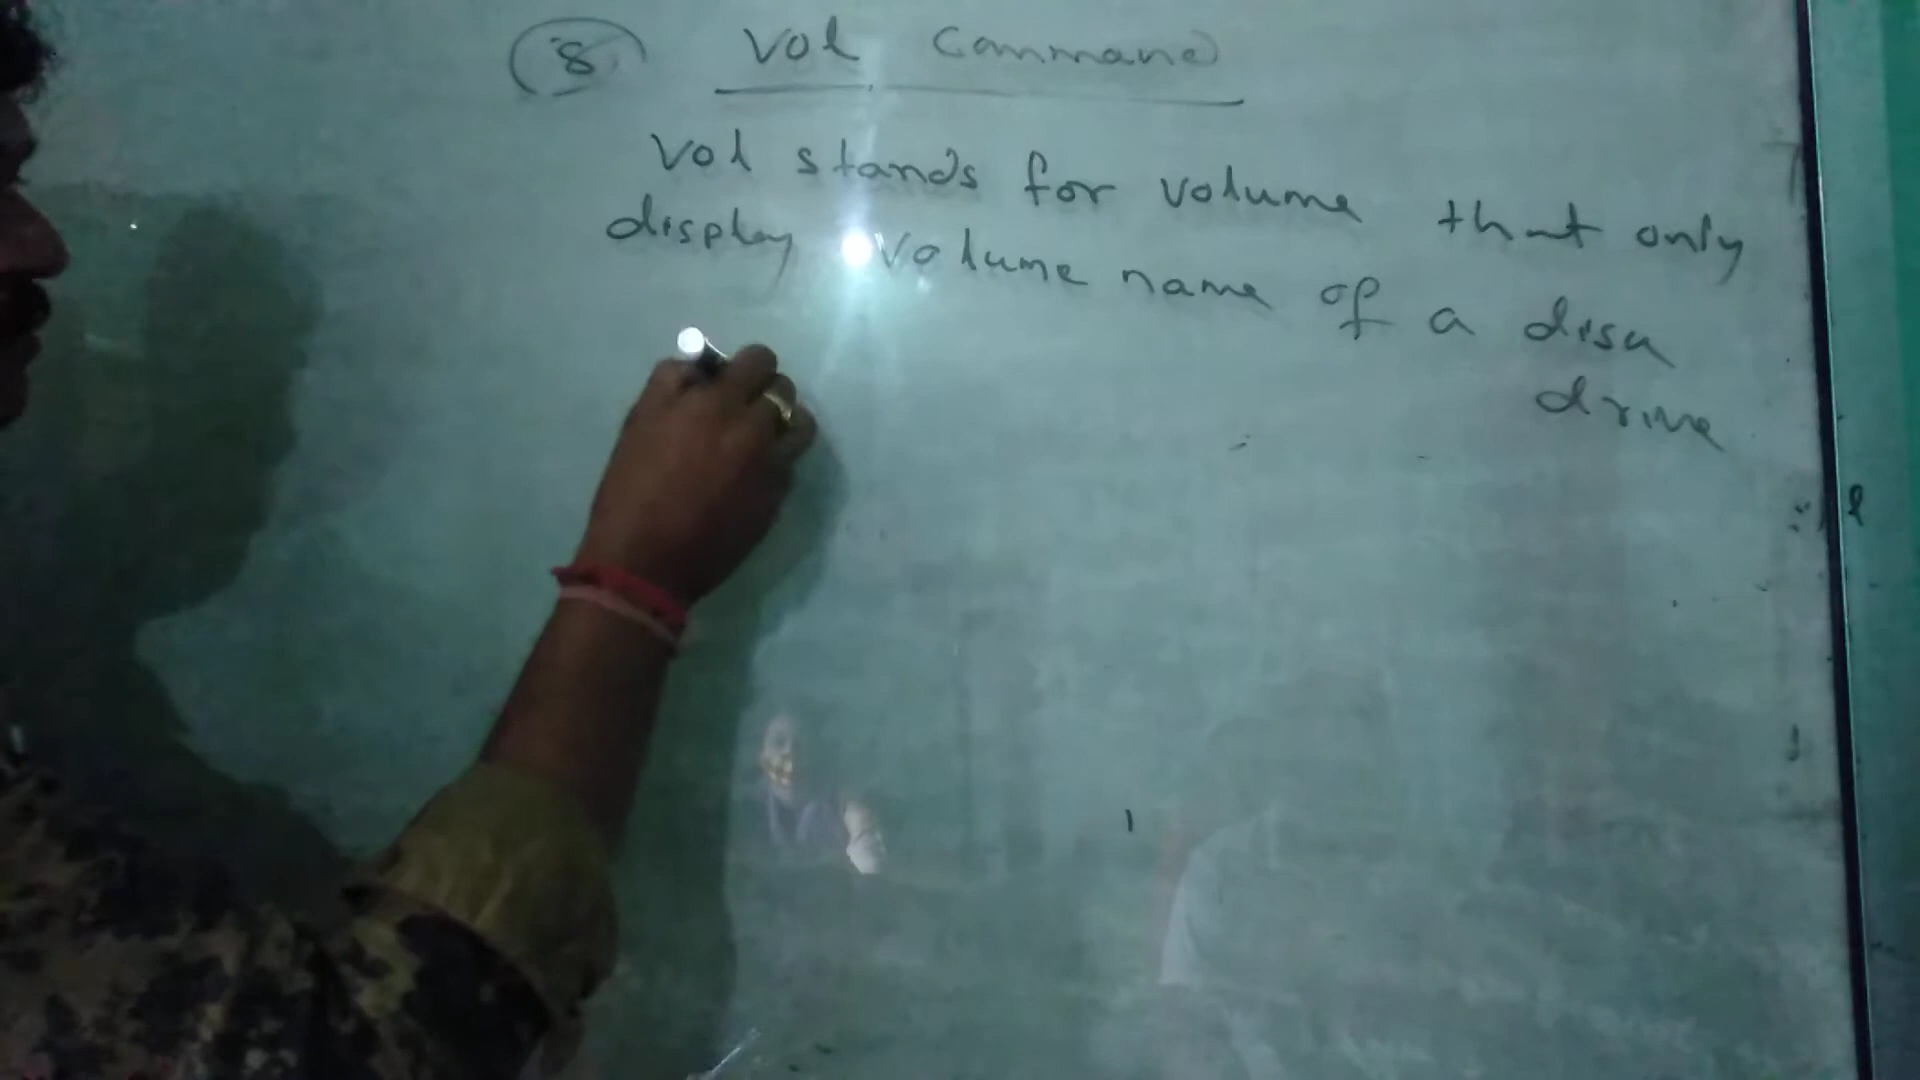 8 Vol Command
Vol stands for volume that only
display volume name of a disk
drive